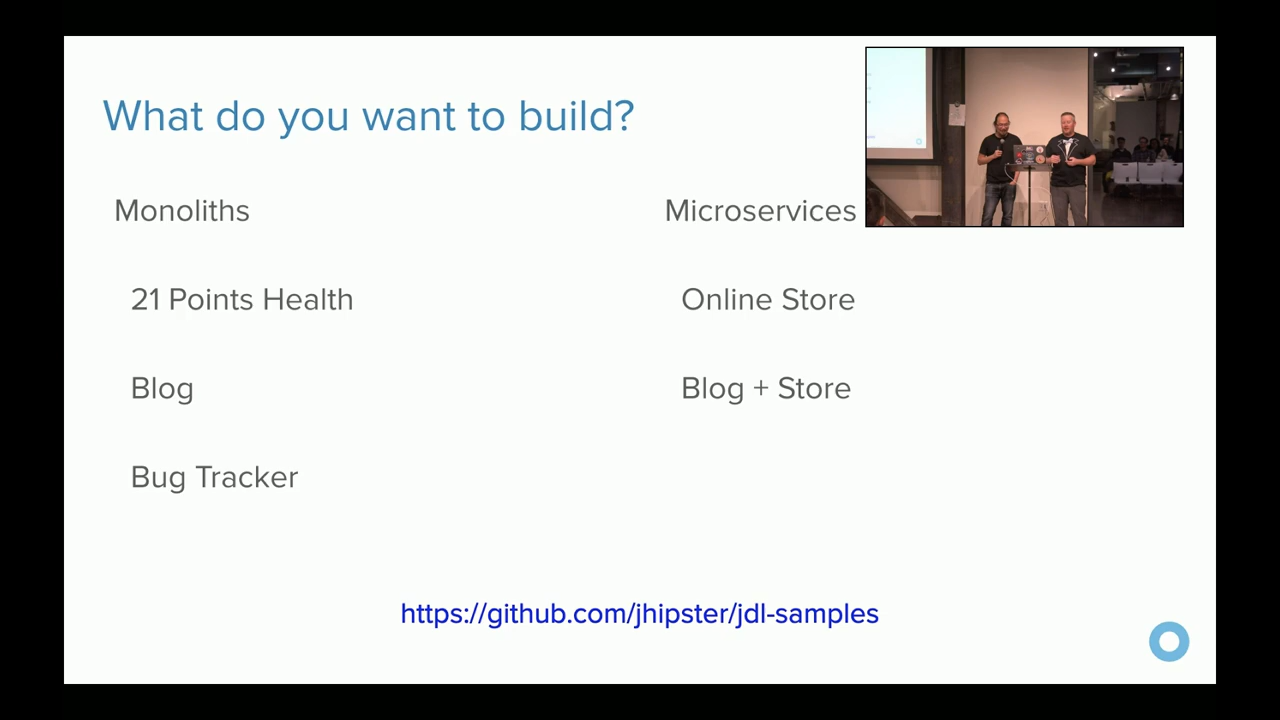 What do you want to build?
Monoliths
21 Points Health
Blog
Bug Tracker
Microservices
Online Store
Blog + Store
https://github.com/jhipster/jdl-samples